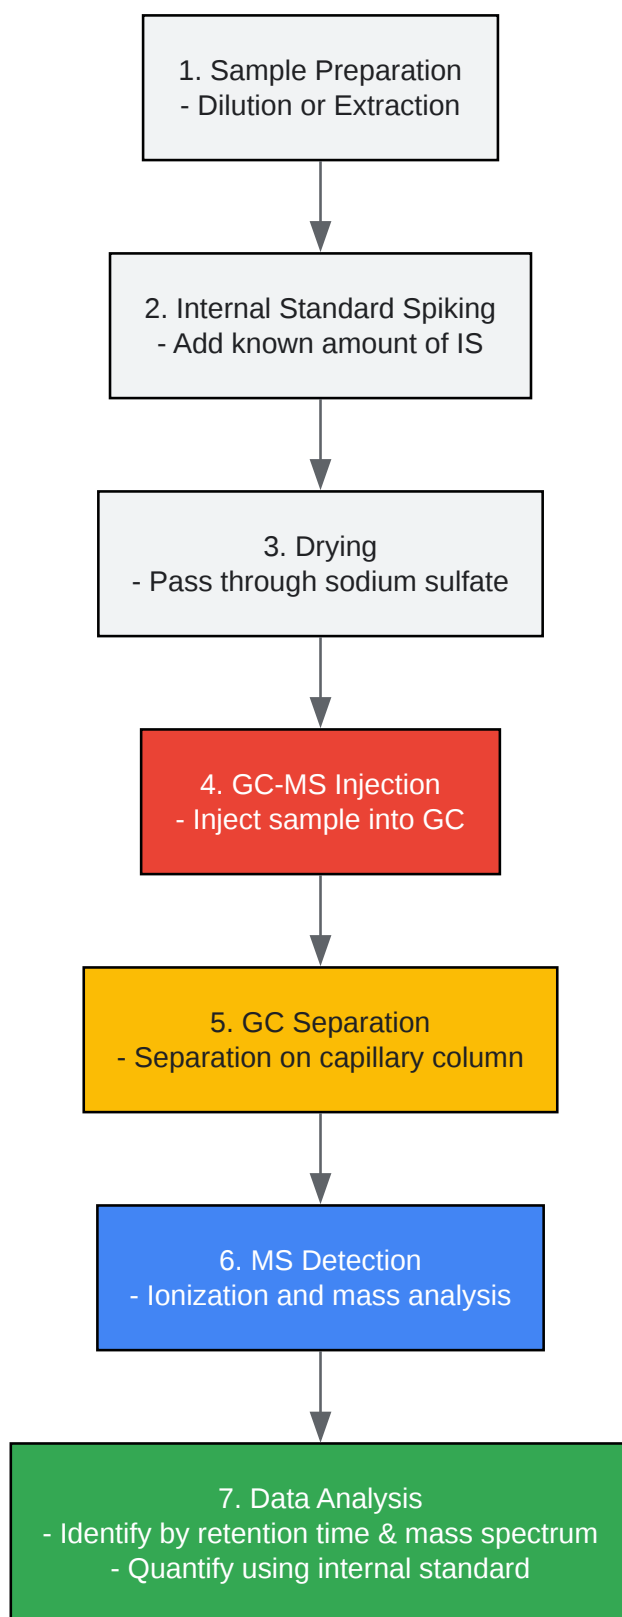 1. Sample Preparation
- Dilution or Extraction
2. Internal Standard Spiking
- Add known amount of IS
3. Drying
- Pass through sodium sulfate
4. GC-MS Injection
- Inject sample into GC
5. GC Separation
- Separation on capillary column
6. MS Detection
- Ionization and mass analysis
7. Data Analysis
- Identify by retention time & mass spectrum
- Quantify using internal standard